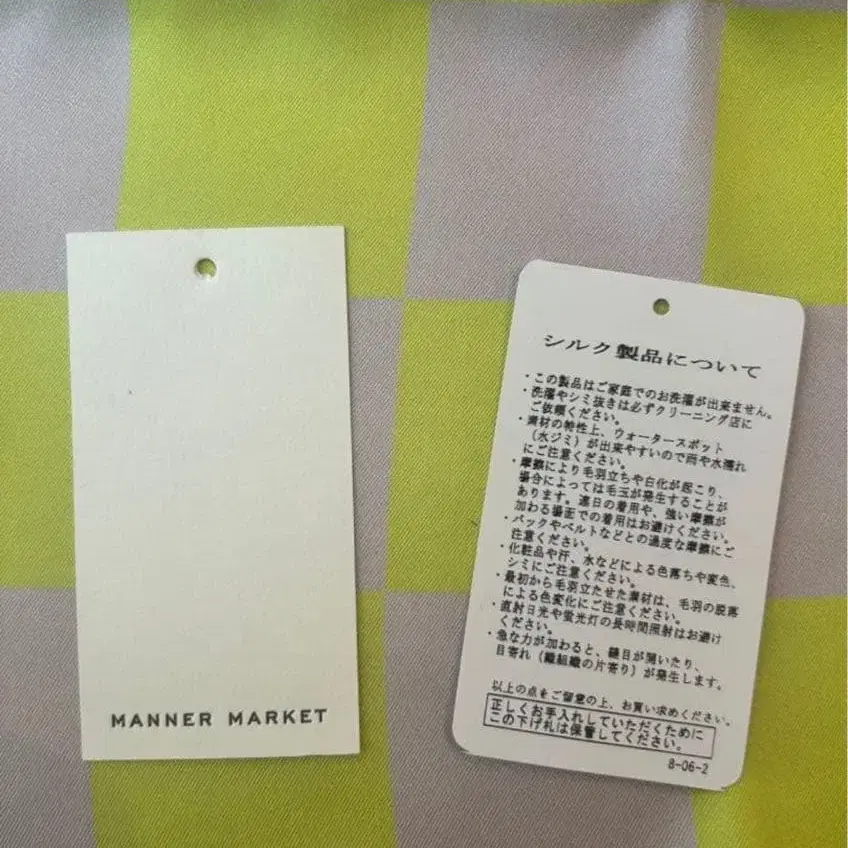 MANNER MARKET
シルク製品について
・この製品はご家庭でのお洗濯が出来ません。
・洗濯やシミ抜きは必ずクリーニング店に
ご依頼ください。
・素材の特性上、ウォータースポット
（水ジミ）が出来やすいので雨や水濡れ
にご注意ください。
・摩擦により毛羽立ちや白化が起こり、
場合によっては毛玉が発生することが
あります。連日の着用や、強い摩擦が
加わる場面での着用はお避けください。
・バックやベルトなどとの過度な摩擦にご
注意ください。
・化粧品や汗、水などによる色落ちや変色、
シミにご注意ください。
・最初から毛羽立たせた素材は、毛羽の脱落
による色変化にご注意ください。
・直射日光や蛍光灯の長時間照射はお避け
ください。
・急な力が加わると、縫目が開いたり、
目寄れ（織組織の片寄り）が発生します。
以上の点をご留意の上、お買い求めください。
正しくお手入れしていただくために
この下げ札は保管してください。
8-06-2